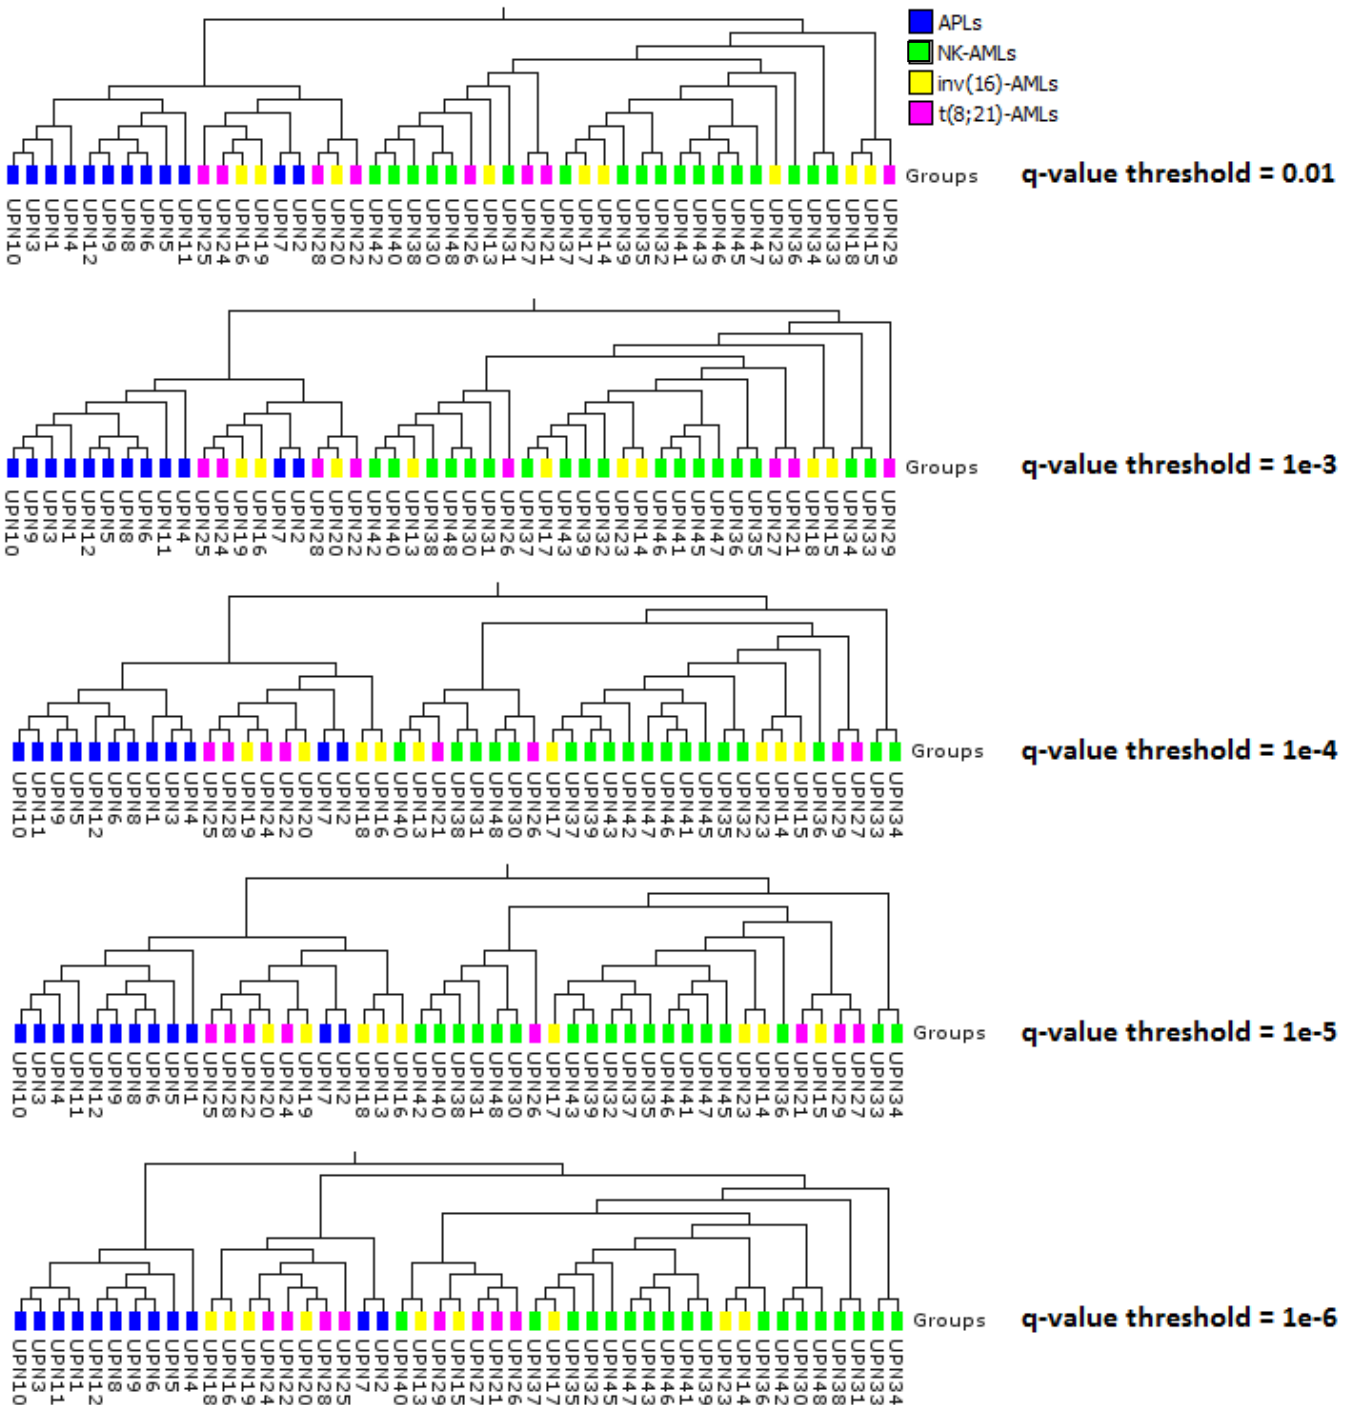 APLs
NK-AMLs
inv(16)-AMLs
t(8;21)-AMLs
Groups q-value threshold = 0.01
UPN10 UPN3 UPN1 UPN4 UPN12 UPN9 UPN8 UPN6 UPN5 UPN11 UPN25 UPN24 UPN16 UPN19 UPN7 UPN2 UPN28 UPN20 UPN22 UPN42 UPN40 UPN38 UPN30 UPN48 UPN26 UPN13 UPN31 UPN27 UPN21 UPN37 UPN17 UPN14 UPN39 UPN35 UPN32 UPN41 UPN43 UPN46 UPN45 UPN47 UPN23 UPN36 UPN34 UPN33 UPN18 UPN15 UPN29
Groups q-value threshold = 1e-3
UPN10 UPN9 UPN3 UPN1 UPN12 UPN5 UPN8 UPN6 UPN11 UPN4 UPN25 UPN24 UPN19 UPN16 UPN7 UPN2 UPN28 UPN20 UPN22 UPN42 UPN40 UPN13 UPN38 UPN48 UPN30 UPN31 UPN26 UPN37 UPN17 UPN43 UPN39 UPN32 UPN23 UPN14 UPN46 UPN41 UPN45 UPN47 UPN36 UPN35 UPN27 UPN21 UPN18 UPN15 UPN34 UPN33 UPN29
Groups q-value threshold = 1e-4
UPN10 UPN11 UPN9 UPN5 UPN12 UPN6 UPN8 UPN1 UPN3 UPN4 UPN25 UPN28 UPN19 UPN24 UPN22 UPN20 UPN7 UPN2 UPN18 UPN16 UPN40 UPN13 UPN21 UPN38 UPN31 UPN48 UPN30 UPN26 UPN17 UPN37 UPN39 UPN43 UPN42 UPN47 UPN46 UPN41 UPN45 UPN35 UPN32 UPN23 UPN14 UPN15 UPN36 UPN29 UPN27 UPN33 UPN34
Groups q-value threshold = 1e-5
UPN10 UPN3 UPN4 UPN11 UPN12 UPN9 UPN8 UPN6 UPN5 UPN1 UPN25 UPN28 UPN22 UPN20 UPN24 UPN19 UPN7 UPN2 UPN18 UPN13 UPN16 UPN42 UPN40 UPN38 UPN31 UPN48 UPN30 UPN26 UPN17 UPN43 UPN39 UPN32 UPN37 UPN35 UPN46 UPN41 UPN47 UPN45 UPN23 UPN14 UPN36 UPN21 UPN15 UPN29 UPN27 UPN33 UPN34
Groups q-value threshold = 1e-6
UPN10 UPN3 UPN11 UPN1 UPN12 UPN8 UPN9 UPN6 UPN5 UPN4 UPN18 UPN16 UPN19 UPN24 UPN22 UPN20 UPN28 UPN25 UPN7 UPN2 UPN40 UPN13 UPN29 UPN15 UPN27 UPN21 UPN26 UPN37 UPN17 UPN35 UPN32 UPN45 UPN47 UPN43 UPN46 UPN41 UPN39 UPN23 UPN14 UPN36 UPN42 UPN30 UPN48 UPN38 UPN31 UPN33 UPN34